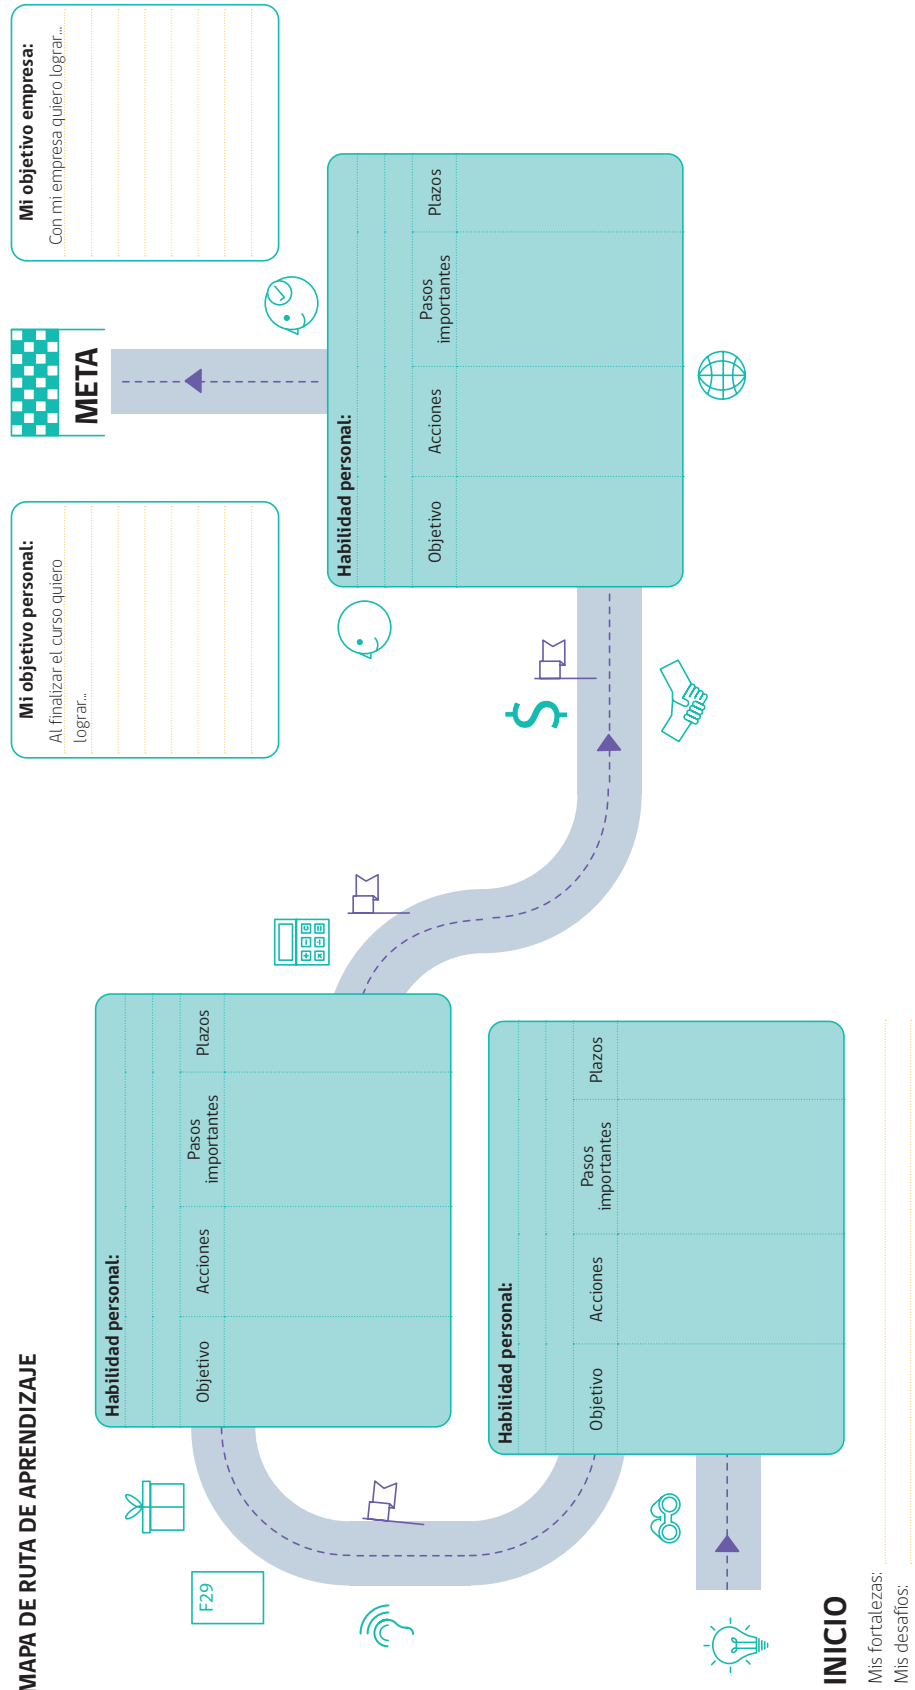 MAPA DE RUTA DE APRENDIZAJE
INICIO
Mis fortalezas:
Mis desafíos:
Habilidad personal:
Objetivo
Acciones
Pasos
importantes
Plazos
F29
Habilidad personal:
Objetivo
Acciones
Pasos
importantes
Plazos
$
Habilidad personal:
Objetivo
Acciones
Pasos
importantes
Plazos
Mi objetivo personal:
Al finalizar el curso quiero
lograr...
META
Mi objetivo empresa:
Con mi empresa quiero lograr...